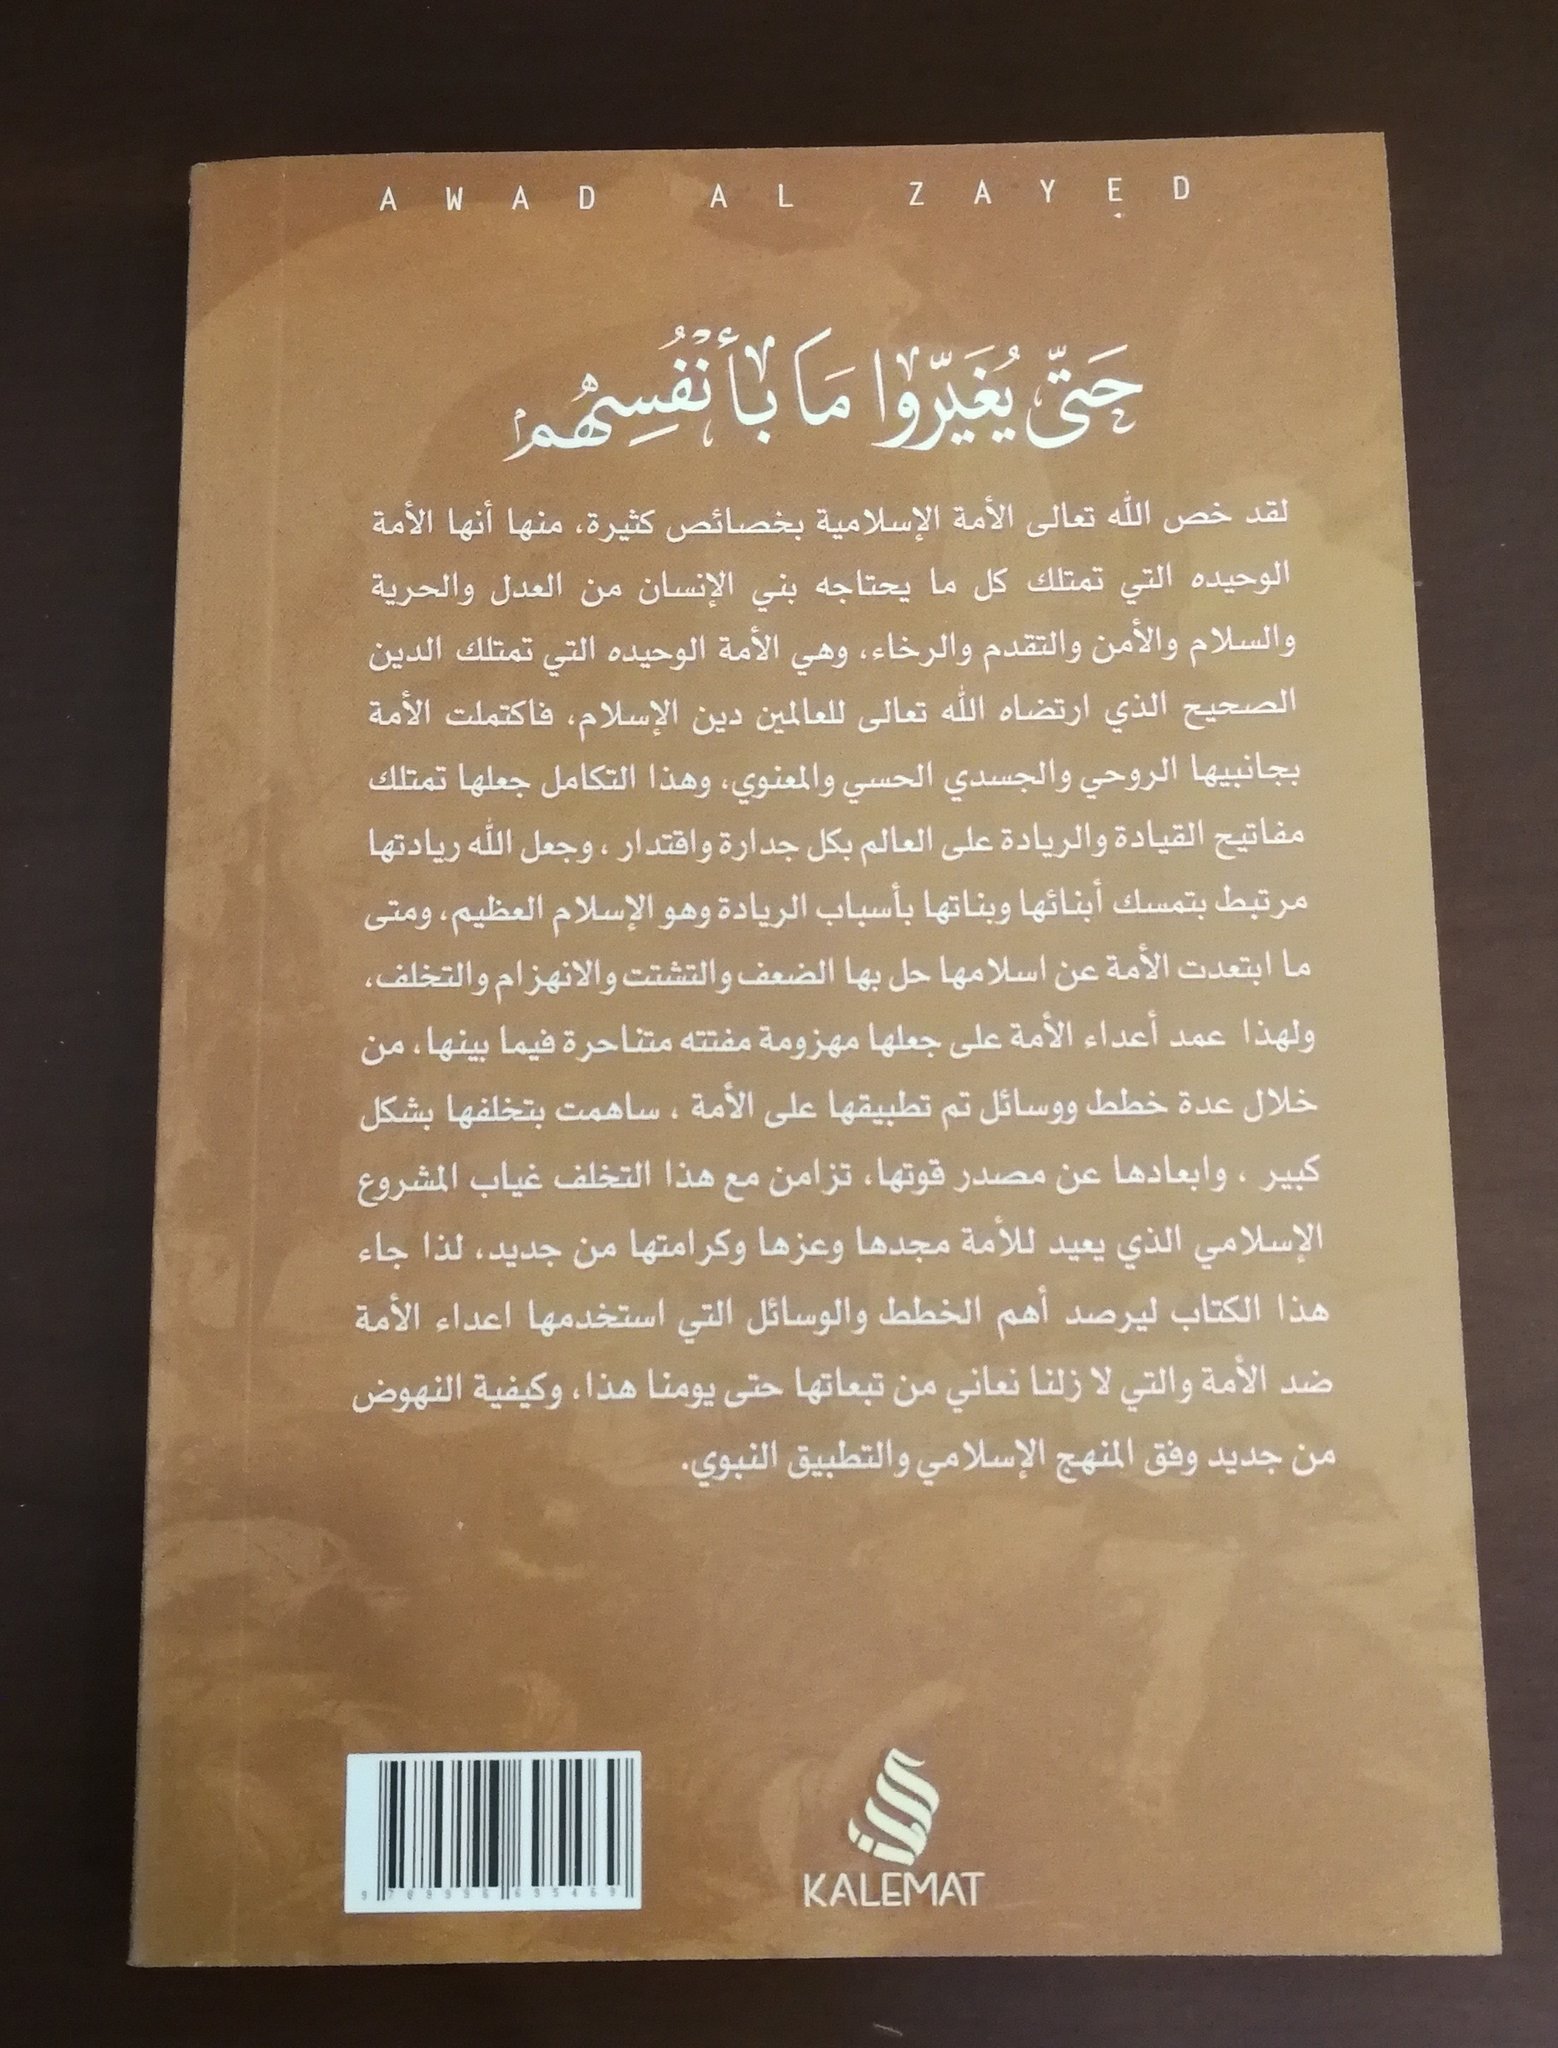 AWAD AL ZAYED
حَتَّى يُغَيِّرُوا مَا بِأَنْفُسِهُم
لقد خص الله تعالى الأمة الإسلامية بخصائص كثيرة، منها أنها الأمة
الوحيده التي تمتلك كل ما يحتاجه بني الإنسان من العدل والحرية
والسلام والأمن والتقدم والرخاء، وهي الأمة الوحيده التي تمتلك الدين
الصحيح الذي ارتضاه الله تعالى للعالمين دين الإسلام، فاكتملت الأمة
بجانبيها الروحي والجسدي الحسي والمعنوي، وهذا التكامل جعلها تمتلك
مفاتيح القيادة والريادة على العالم بكل جدارة واقتدار ، وجعل الله ريادتها
مرتبط بتمسك أبنائها وبناتها بأسباب الريادة وهو الإسلام العظيم، ومتى
ما ابتعدت الأمة عن اسلامها حل بها الضعف والتشتت والانهزام والتخلف،
ولهذا عمد أعداء الأمة على جعلها مهزومة مفتته متناحرة فيما بينها، من
خلال عدة خطط ووسائل تم تطبيقها على الأمة ، ساهمت بتخلفها بشكل
كبير ، وابعادها عن مصدر قوتها، تزامن مع هذا التخلف غياب المشروع
الإسلامي الذي يعيد للأمة مجدها وعزها وكرامتها من جديد، لذا جاء
هذا الكتاب ليرصد أهم الخطط والوسائل التي استخدمها اعداء الأمة
ضد الأمة والتي لا زلنا نعاني من تبعاتها حتى يومنا هذا، وكيفية النهوض
من جديد وفق المنهج الإسلامي والتطبيق النبوي.
KALEMAT